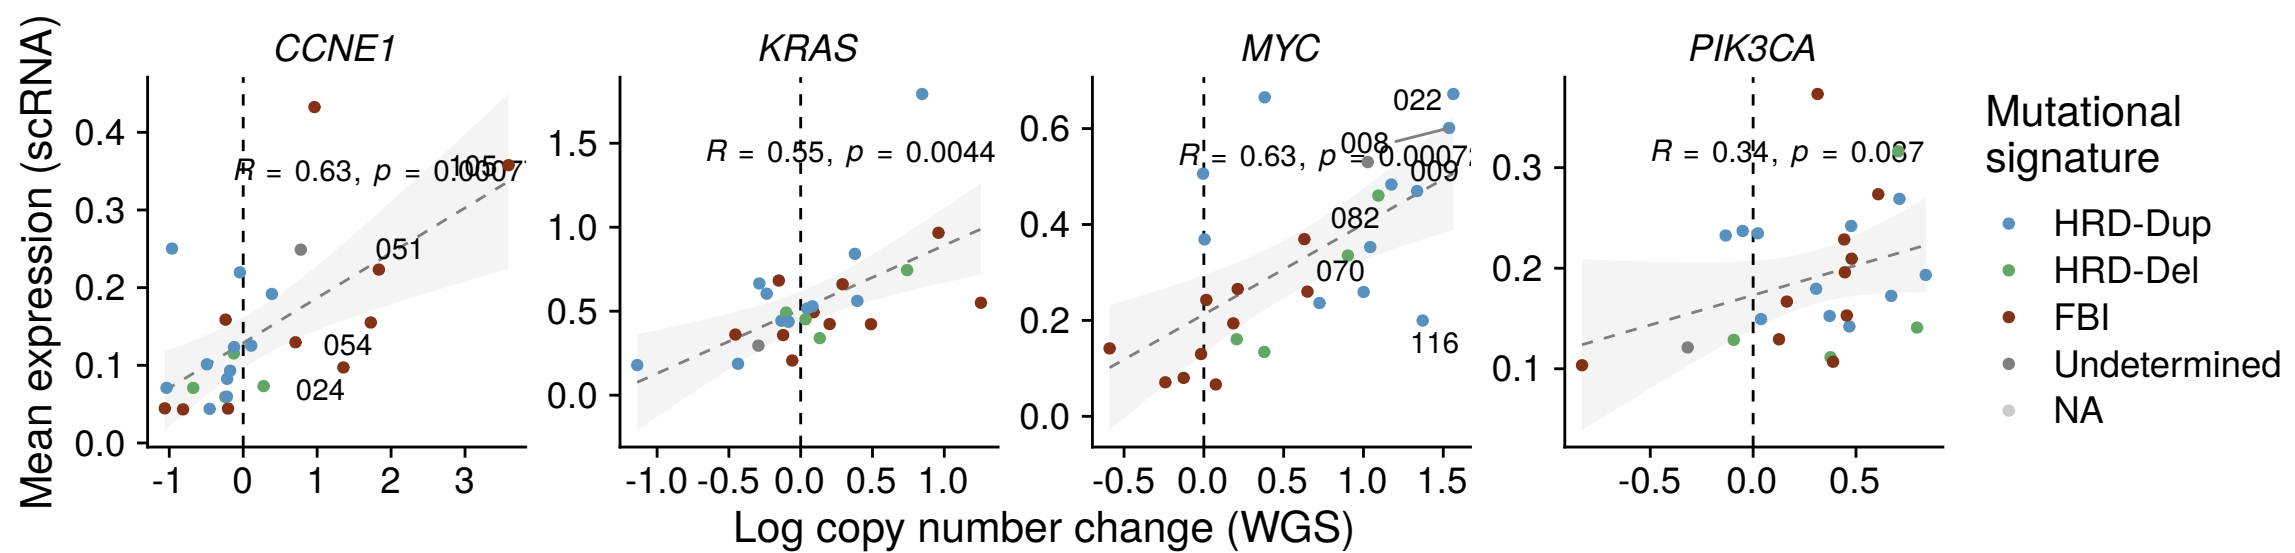 CCNE1
KRAS
MYC
PIK3CA
Mean expression (scRNA)
0.4
0.3
0.2
0.1
0.0
R = 0.63, p = 0.0007
105
051
054
024
-1 0 1 2 3
1.5
1.0
0.5
0.0
R = 0.55, p = 0.0044
-1.0 -0.5 0.0 0.5 1.0
0.6
0.4
0.2
0.0
R = 0.63, p = 0.0007
022
008
009
082
070
116
-0.5 0.0 0.5 1.0 1.5
0.3
0.2
0.1
R = 0.34, p = 0.087
-0.5 0.0 0.5
Log copy number change (WGS)
Mutational
signature
HRD-Dup
HRD-Del
FBI
Undetermined
NA